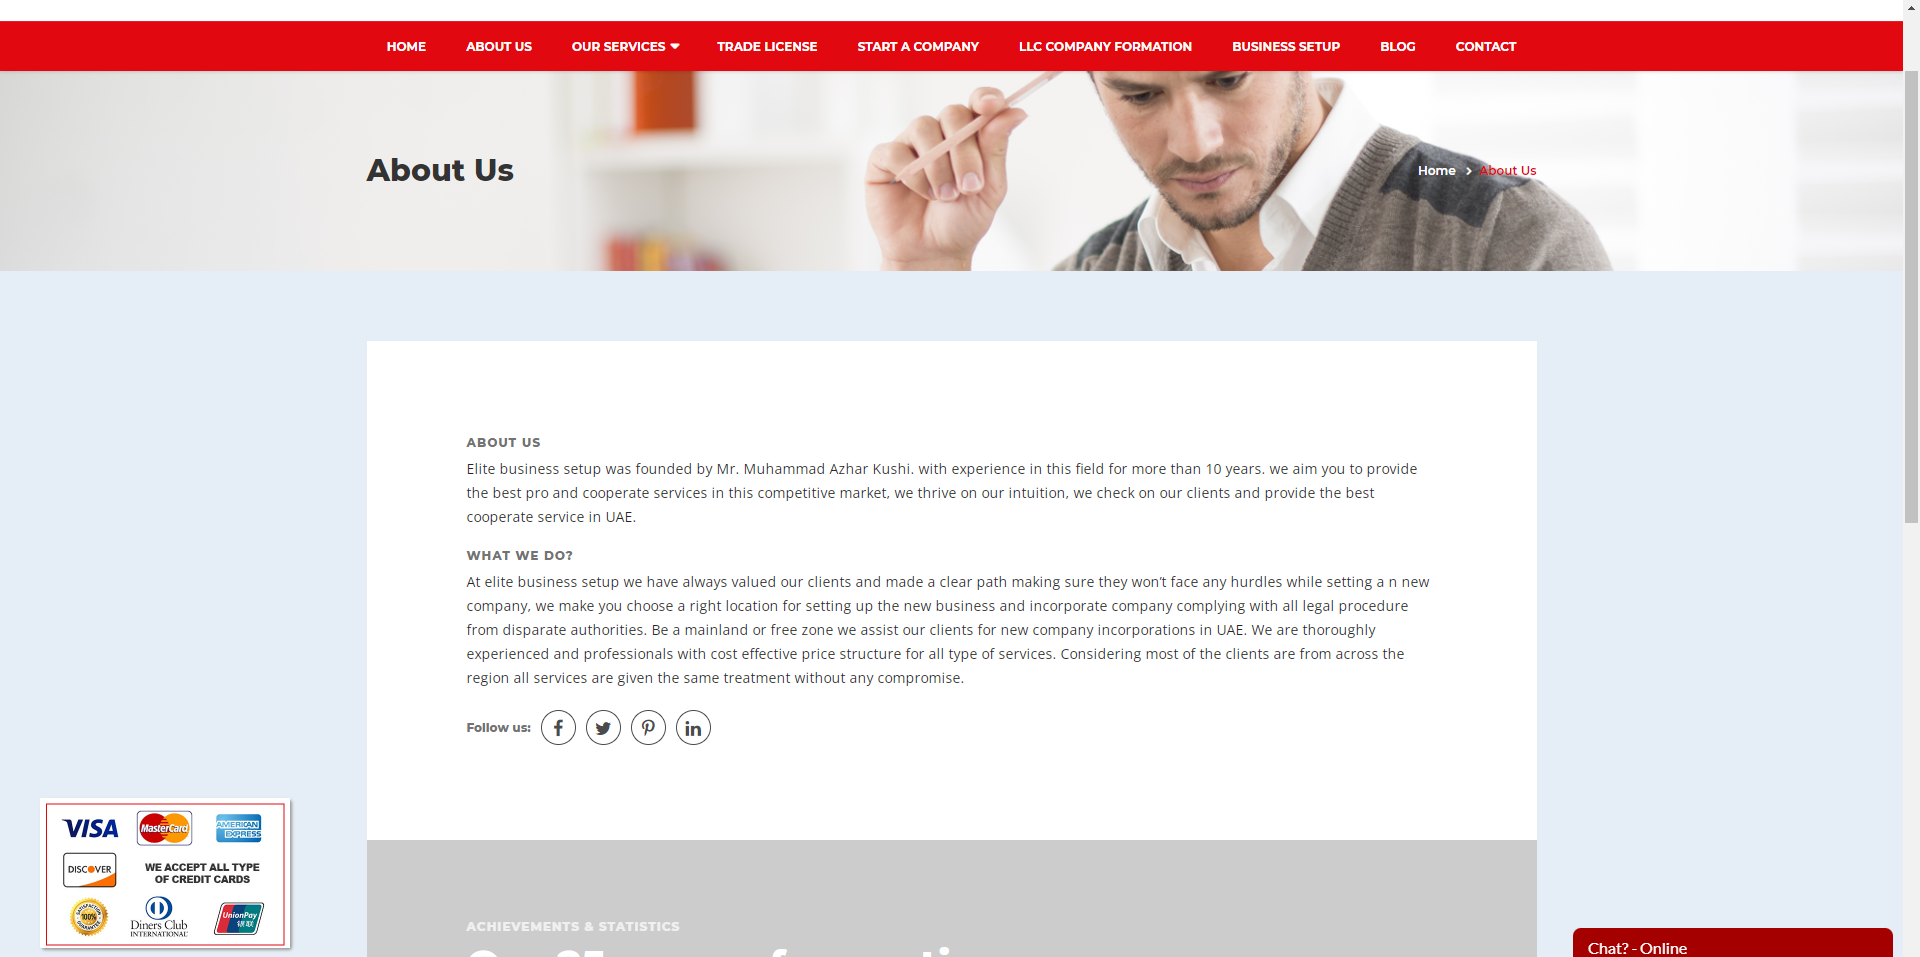 HOME ABOUT US OUR SERVICES TRADE LICENSE START A COMPANY LLC COMPANY FORMATION BUSINESS SETUP BLOG CONTACT
About Us
Home > About Us
ABOUT US
Elite business setup was founded by Mr. Muhammad Azhar Kushi. with experience in this field for more than 10 years. we aim you to provide
the best pro and cooperate services in this competitive market, we thrive on our intuition, we check on our clients and provide the best
cooperate service in UAE.
WHAT WE DO?
At elite business setup we have always valued our clients and made a clear path making sure they won't face any hurdles while setting a n new
company, we make you choose a right location for setting up the new business and incorporate company complying with all legal procedure
from disparate authorities. Be a mainland or free zone we assist our clients for new company incorporations in UAE. We are thoroughly
experienced and professionals with cost effective price structure for all type of services. Considering most of the clients are from across the
region all services are given the same treatment without any compromise.
Follow us:
VISA MasterCard AMERICAN EXPRESS
DISCOVER WE ACCEPT ALL TYPE
OF CREDIT CARDS
SATISFACTION 100% GUARANTEE Diners Club INTERNATIONAL UnionPay 银联
ACHIEVEMENTS & STATISTICS
Chat? - Online